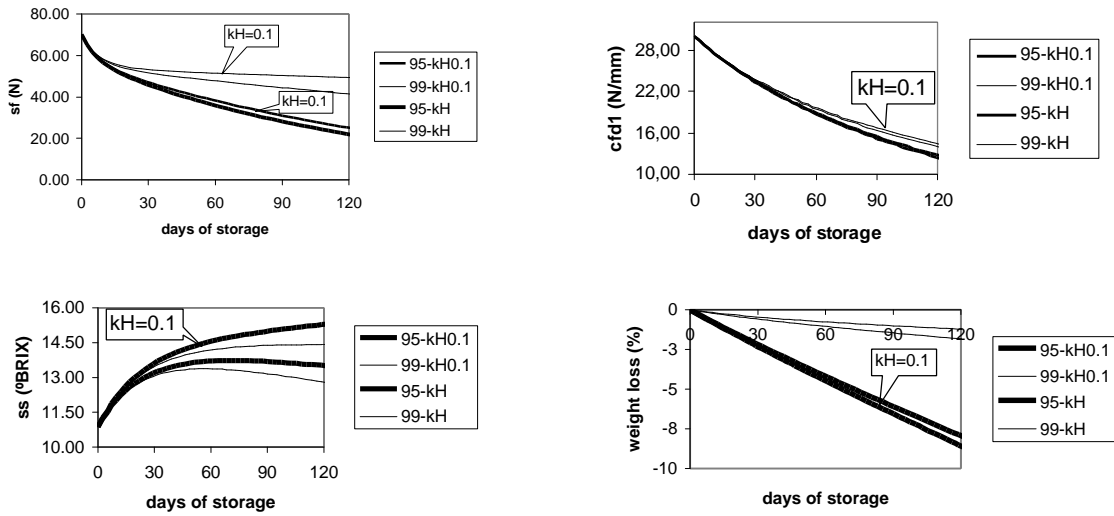 80.00
60.00
40.00
20.00
0.00
sf (N)
kH=0.1
kH=0.1
0 30 60 90 120
days of storage
95-kH0.1
99-kH0.1
95-kH
99-kH
28,00
22,00
16,00
10,00
cfd1 (N/mm)
kH=0.1
0 30 60 90 120
days of storage
95-kH0.1
99-kH0.1
95-kH
99-kH
16.00
14.50
13.00
11.50
10.00
ss (ºBRIX)
kH=0.1
0 30 60 90 120
days of storage
95-kH0.1
99-kH0.1
95-kH
99-kH
0
-3
-5
-8
-10
weight loss (%)
0 30 60 90 120
kH=0.1
days of storage
95-kH0.1
99-kH0.1
95-kH
99-kH